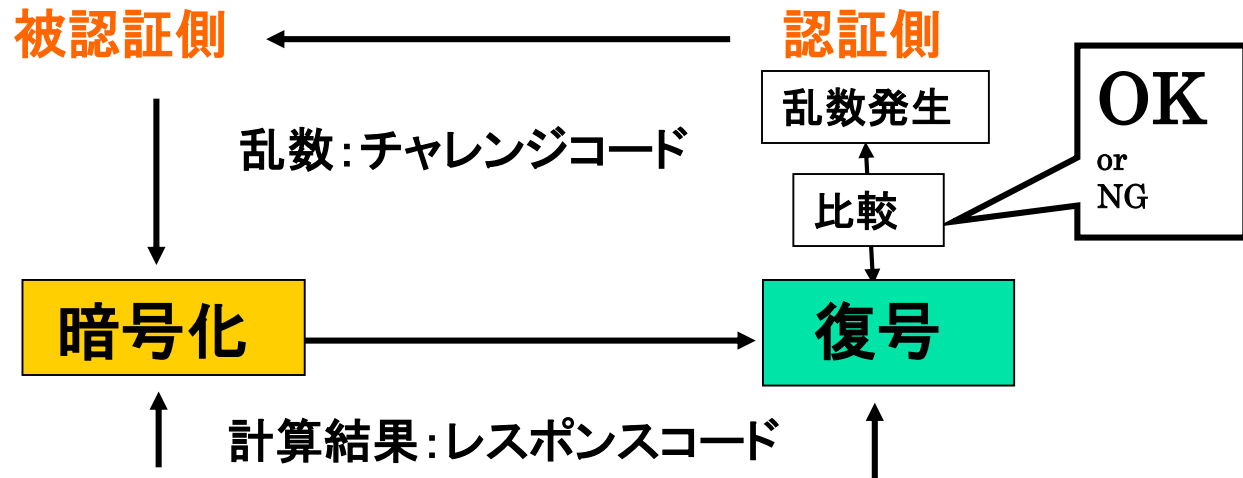 被認証側
認証側
乱数発生
OK
or
NG
乱数:チャレンジコード
比較
暗号化
復号
計算結果:レスポンスコード